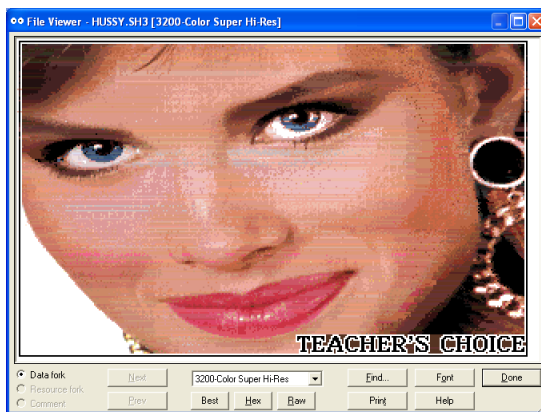 File Viewer - HUSSY.SH3 [3200-Color Super Hi-Res]
TEACHER'S CHOICE
Data fork
Next
3200-Color Super Hi-Res
Find...
Font
Done
Resource fork
Comment
Prev
Best
Hex
Raw
Print
Help